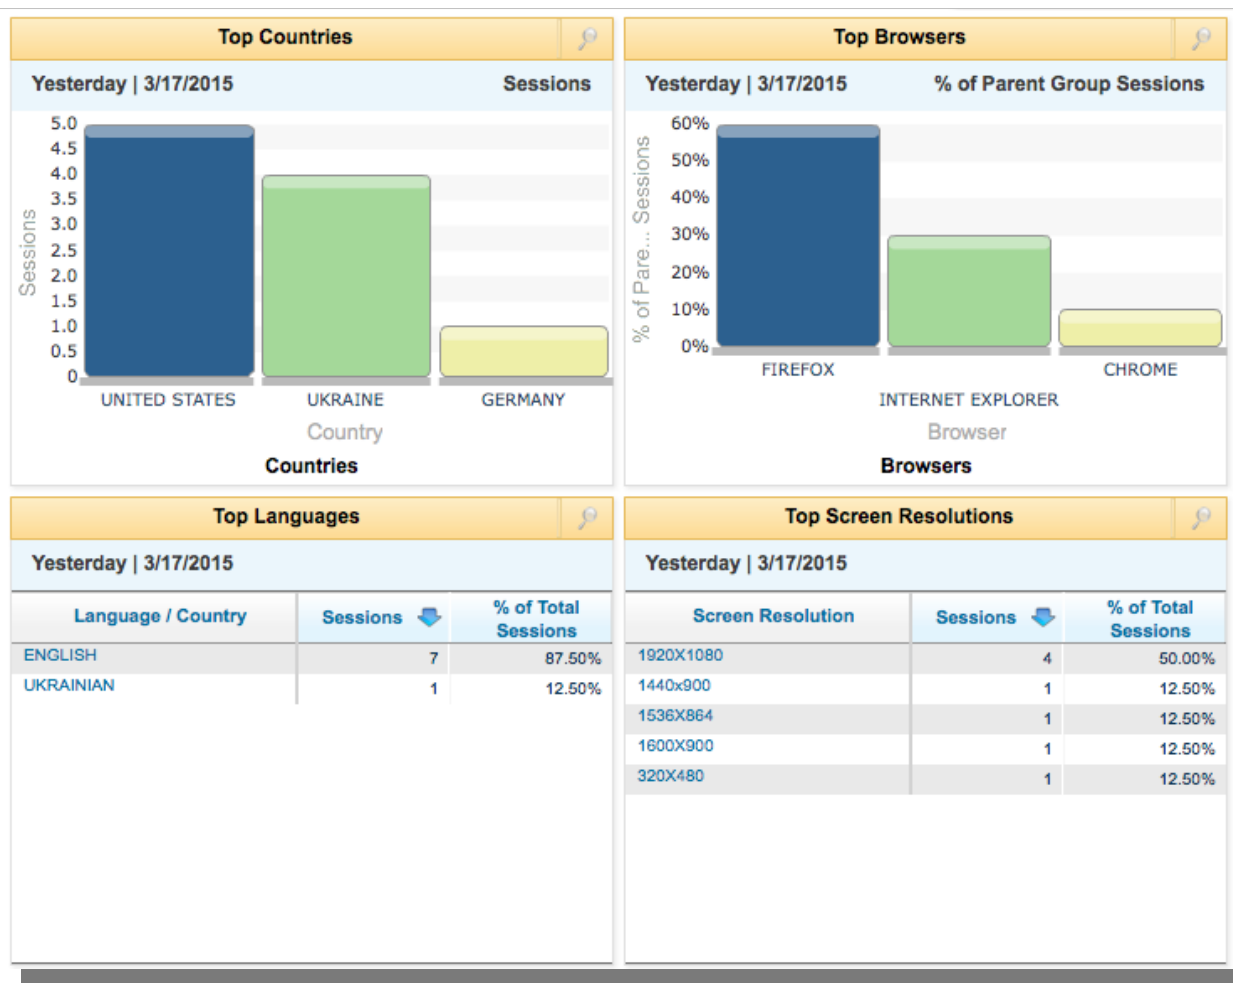 Top Countries
Yesterday | 3/17/2015 Sessions
5.0
4.5
4.0
3.5
3.0
2.5
2.0
1.5
1.0
0.5
0
Sessions
UNITED STATES UKRAINE GERMANY
Country
Countries
Top Browsers
Yesterday | 3/17/2015 % of Parent Group Sessions
60%
50%
40%
30%
20%
10%
0%
% of Pare... Sessions
FIREFOX CHROME
INTERNET EXPLORER
Browser
Browsers
Top Languages
Yesterday | 3/17/2015
Language / Country Sessions % of Total
Sessions
ENGLISH 7 87.50%
UKRAINIAN 1 12.50%
Top Screen Resolutions
Yesterday | 3/17/2015
Screen Resolution Sessions % of Total
Sessions
1920X1080 4 50.00%
1440x900 1 12.50%
1536X864 1 12.50%
1600X900 1 12.50%
320X480 1 12.50%